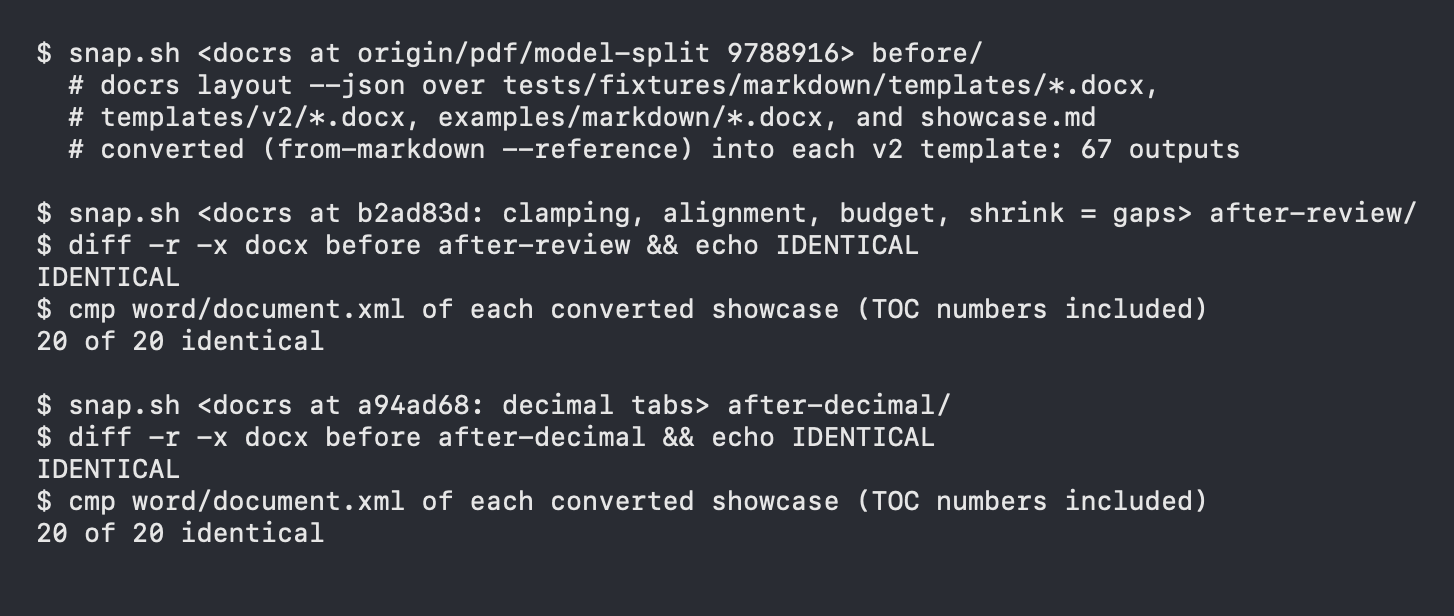 $ snap.sh <docrs at origin/pdf/model-split 9788916> before/
  # docrs layout --json over tests/fixtures/markdown/templates/*.docx,
  # templates/v2/*.docx, examples/markdown/*.docx, and showcase.md
  # converted (from-markdown --reference) into each v2 template: 67 outputs

$ snap.sh <docrs at b2ad83d: clamping, alignment, budget, shrink = gaps> after-review/
$ diff -r -x docx before after-review && echo IDENTICAL
IDENTICAL
$ cmp word/document.xml of each converted showcase (TOC numbers included)
20 of 20 identical

$ snap.sh <docrs at a94ad68: decimal tabs> after-decimal/
$ diff -r -x docx before after-decimal && echo IDENTICAL
IDENTICAL
$ cmp word/document.xml of each converted showcase (TOC numbers included)
20 of 20 identical